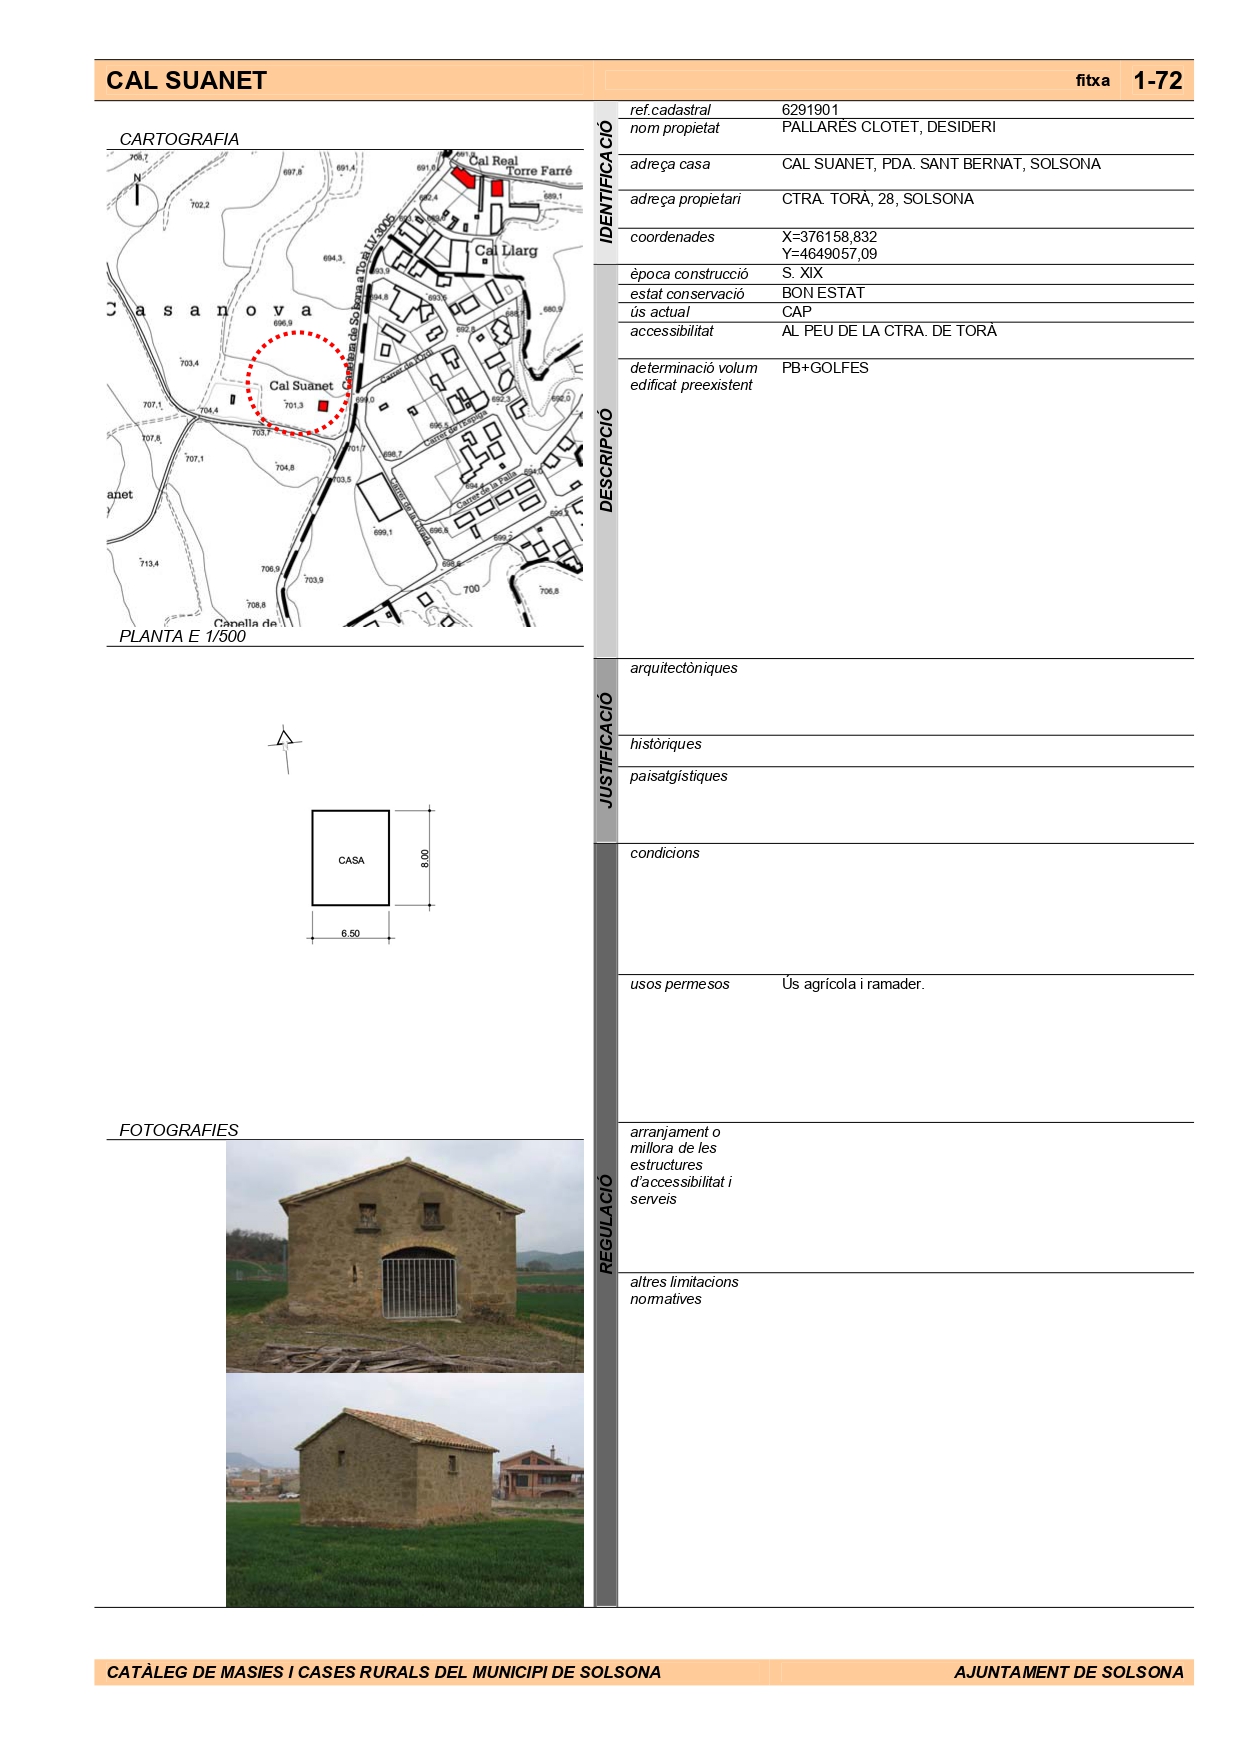 CAL SUANET
fitxa 1-72
CARTOGRAFIA
708,7
N
702,2
697,8
691,4
691,0
691,0
Cal Real
Torre Farré
689,1
692,4
694,3
Cal Llarg
Carretera de Solsona a Torà LV-3005
693,9
694,8
693,5
680,9
688,7
692,8
Casanova
696,9
703,4
Cal Suanet
701,3
Carrer de l'Ordi
699,0
692,3
692,0
707,1
704,4
703,7
695,5
Carrer de l'Espiga
707,8
707,1
704,8
701,7
698,7
703,5
694,4
694,0
Carrer de la Palla
anet
Carrer de la Civada
699,1
696,8
699,2
699,2
713,4
706,9
703,9
698,6
700
706,8
708,8
Capella de
PLANTA E 1/500
CASA
8.00
6.50
FOTOGRAFIES
IDENTIFICACIÓ
ref.cadastral 6291901
nom propietat PALLARÈS CLOTET, DESIDERI
adreça casa CAL SUANET, PDA. SANT BERNAT, SOLSONA
adreça propietari CTRA. TORÀ, 28, SOLSONA
coordenades X=376158,832
Y=4649057,09
DESCRIPCIÓ
època construcció S. XIX
estat conservació BON ESTAT
ús actual CAP
accessibilitat AL PEU DE LA CTRA. DE TORÀ
determinació volum PB+GOLFES
edificat preexistent
JUSTIFICACIÓ
arquitectòniques
històriques
paisatgístiques
REGULACIÓ
condicions
usos permesos Ús agrícola i ramader.
arranjament o
millora de les
estructures
d'accessibilitat i
serveis
altres limitacions
normatives
CATÀLEG DE MASIES I CASES RURALS DEL MUNICIPI DE SOLSONA
AJUNTAMENT DE SOLSONA